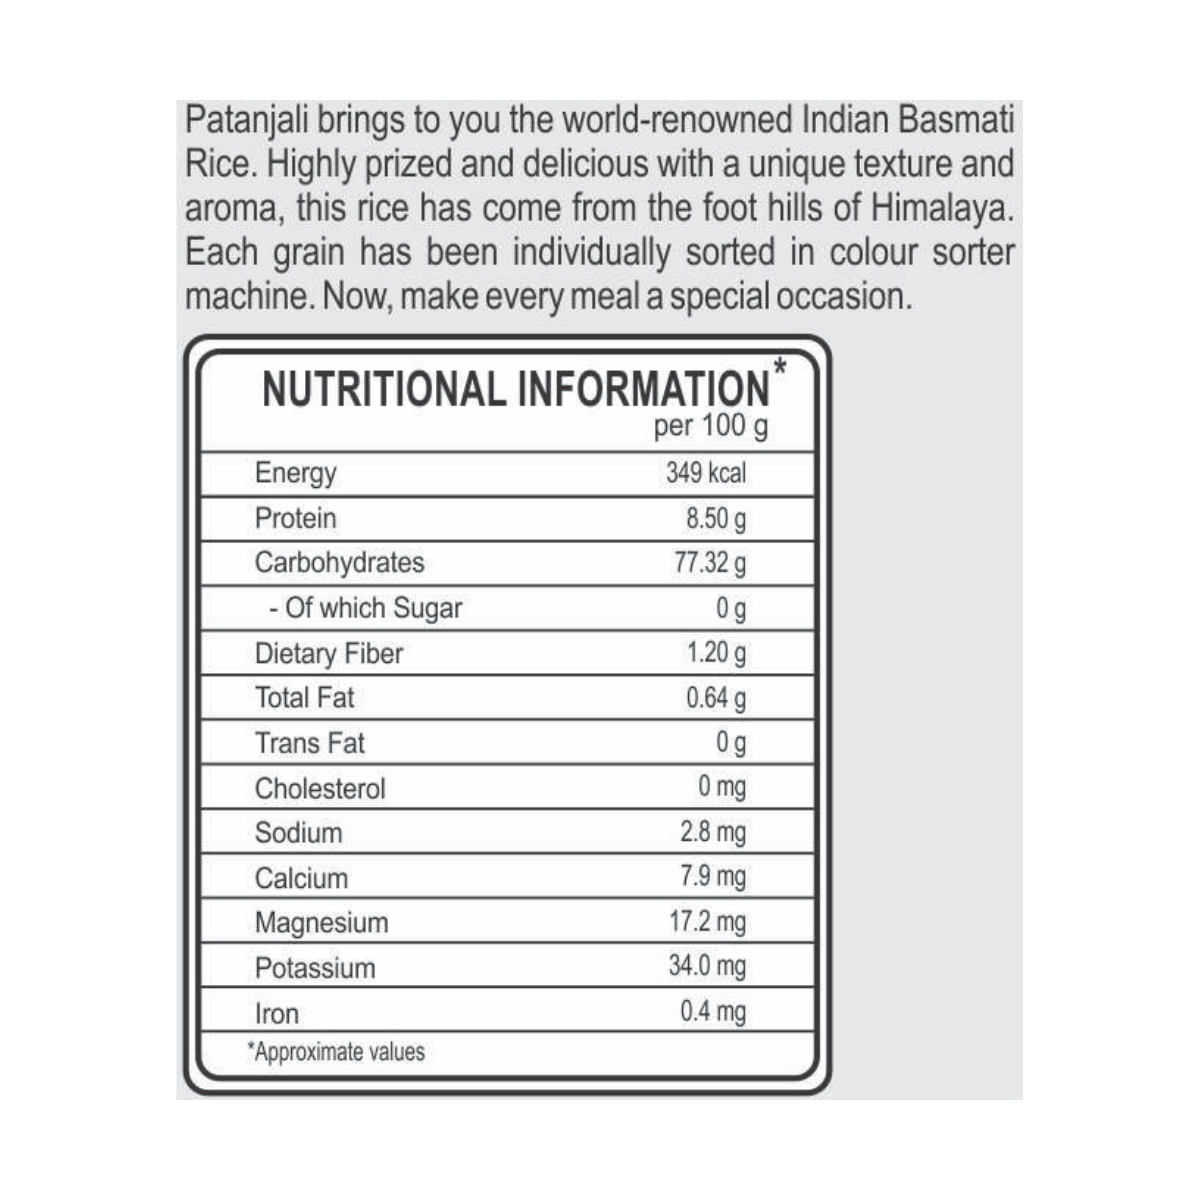 Patanjali brings to you the world-renowned Indian Basmati
Rice. Highly prized and delicious with a unique texture and
aroma, this rice has come from the foot hills of Himalaya.
Each grain has been individually sorted in colour sorter
machine. Now, make every meal a special occasion.
NUTRITIONAL INFORMATION*
per 100 g
Energy 349 kcal
Protein 8.50 g
Carbohydrates 77.32 g
- Of which Sugar 0 g
Dietary Fiber 1.20 g
Total Fat 0.64 g
Trans Fat 0 g
Cholesterol 0 mg
Sodium 2.8 mg
Calcium 7.9 mg
Magnesium 17.2 mg
Potassium 34.0 mg
Iron 0.4 mg
*Approximate values